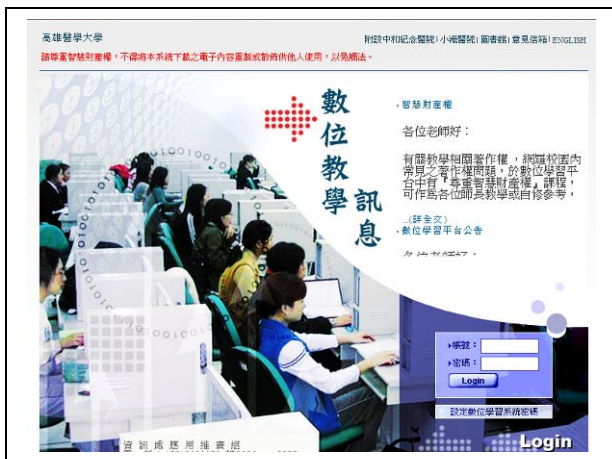 高雄醫學大學
附設中和紀念醫院|小港醫院|圖書館|意見信箱|ENGLISH
請尊重智慧財產權，不得將本系統下載之電子內容重製或散佈供他人使用，以免觸法。
數位教學
訊息
智慧財產權
各位老師好：
有關教學相關著作權，網羅校園內
常見之著作權問題，於數位學習平
台中有『尊重智慧財產權』課程，
可作為各位師長教學或自修參考，
...(詳全文)
數位學習平台公告
各位老師好：
帳號：
密碼：
Login
設定數位學習系統密碼
Login
資訊處應用推廣組